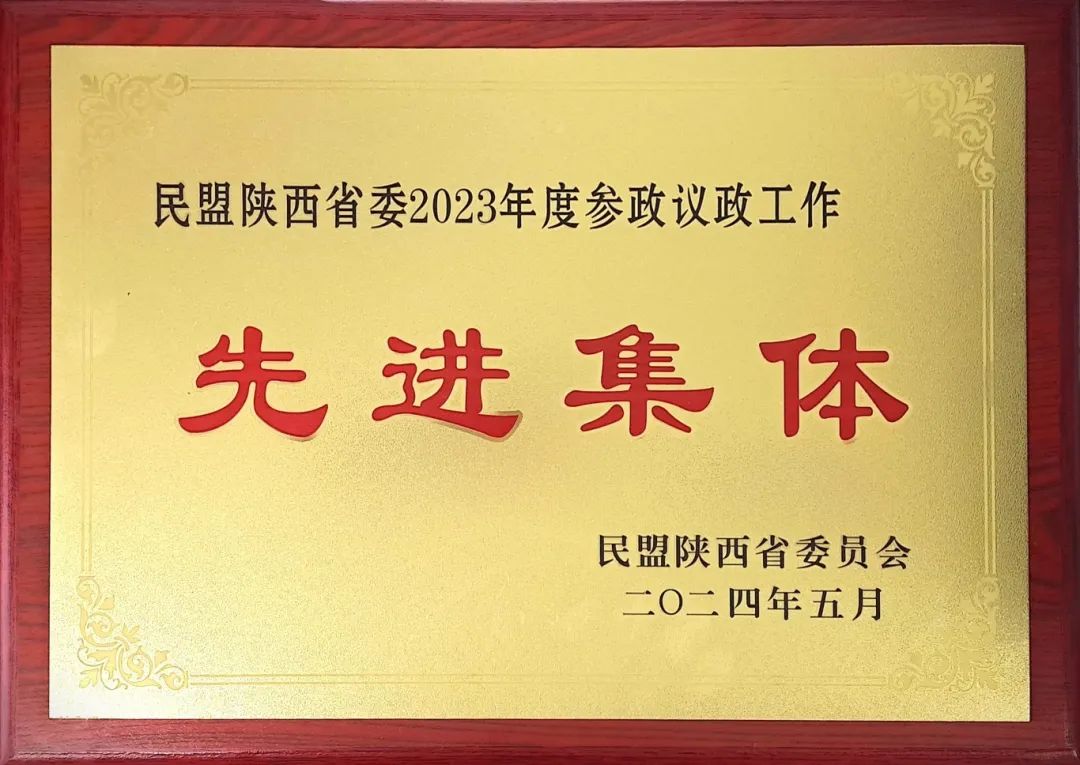 民盟陕西省委2023年度参政议政工作
先进集体
民盟陕西省委员会
二〇二四年五月